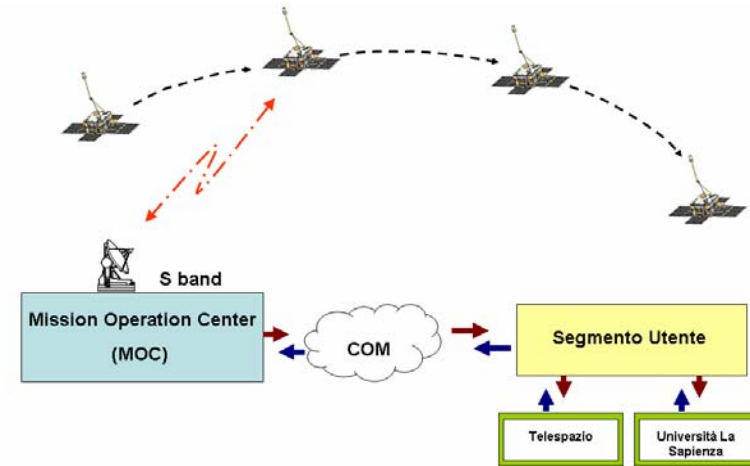 S band
Mission Operation Center
(MOC)
COM
Segmento Utente
Telespazio
Università La
Sapienza